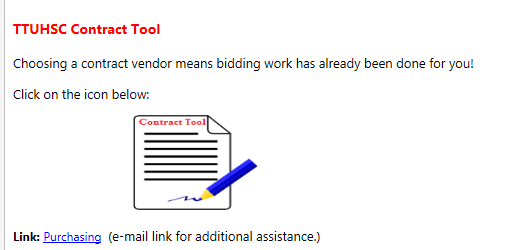 TTUHSC Contract Tool
Choosing a contract vendor means bidding work has already been done for you!
Click on the icon below:
Contract Tool
Link: Purchasing (e-mail link for additional assistance.)